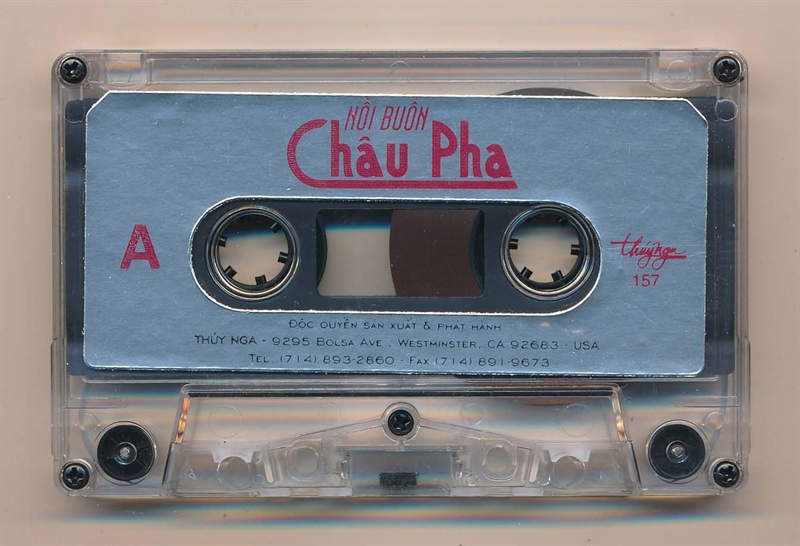 NỖI BUỒN
Châu Pha
A
thúy nga
157
ĐỘC QUYỀN SẢN XUẤT & PHÁT HÀNH
THÚY NGA - 9295 BOLSA AVE , WESTMINSTER, CA 92683 - USA
TEL. (714) 893-2860 - FAX (714) 891-9673